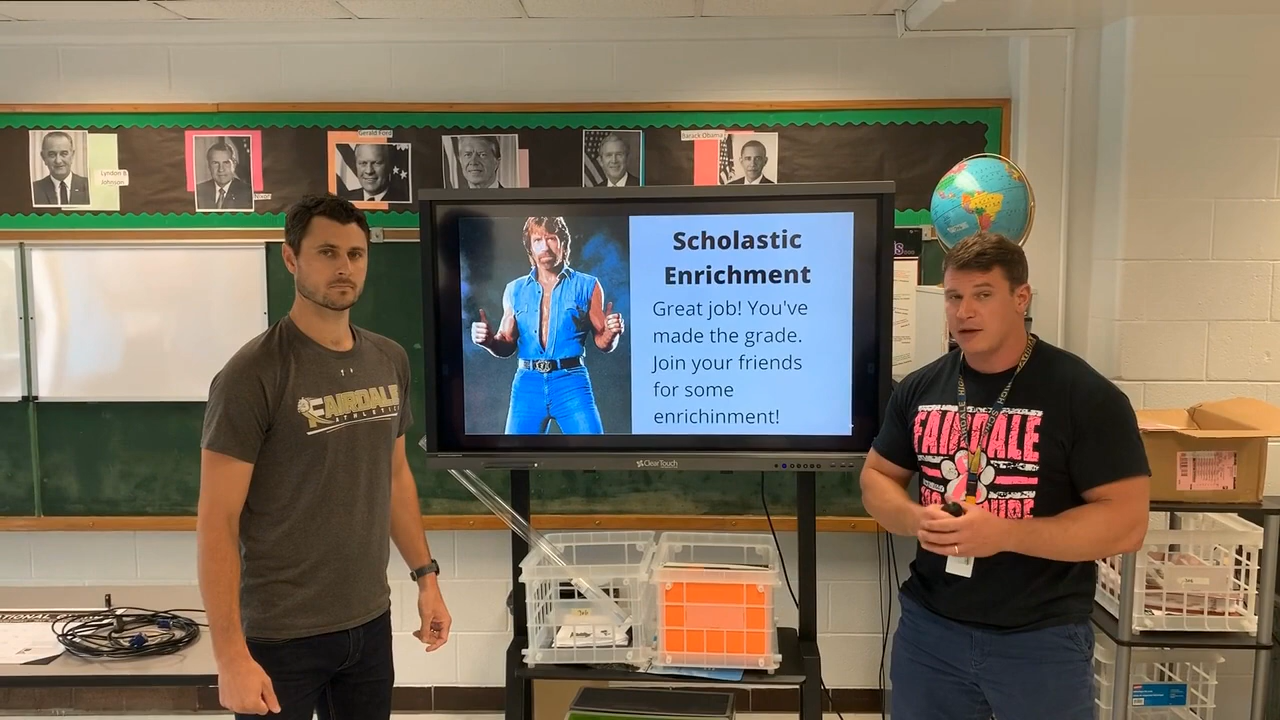 Gerald Ford
Barack Obama
Lyndon B
Johnson
Nixon
Scholastic
Enrichment
Great job! You've
made the grade.
Join your friends
for some
enrichinment!
ClearTouch
FAIRDALE
ATHLETICS
FAIRDALE